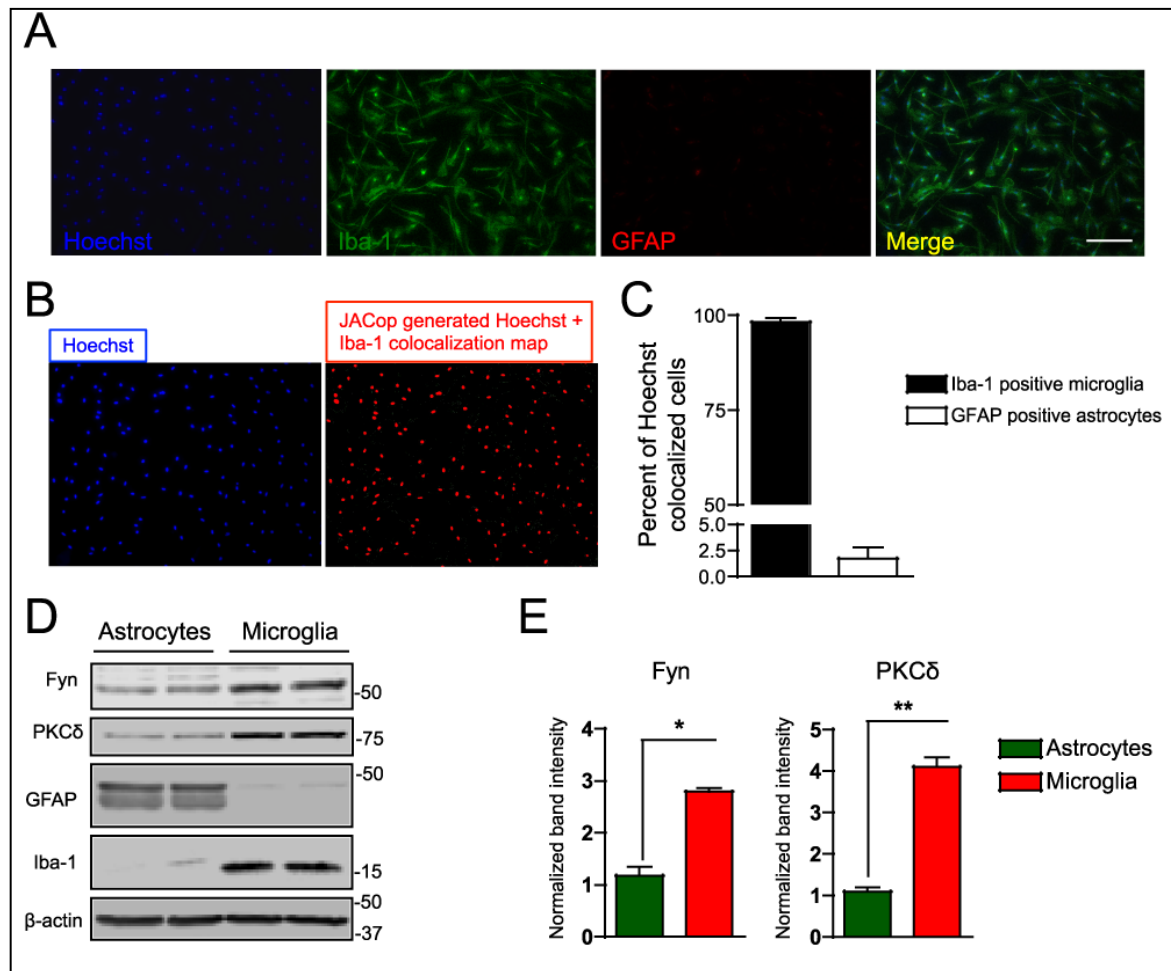 A
Hoechst
Iba-1
GFAP
Merge
B
Hoechst
JACop generated Hoechst +
Iba-1 colocalization map
C
Percent of Hoechst
colocalized cells
100
75
50
5.0
2.5
0.0
Iba-1 positive microglia
GFAP positive astrocytes
D
Astrocytes Microglia
Fyn
-50
PKCδ
-75
-50
GFAP
Iba-1
-15
-50
β-actin
-37
E
Fyn
Normalized band intensity
4
3
2
1
0
*
PKCδ
Normalized band intensity
5
4
3
2
1
0
**
Astrocytes
Microglia